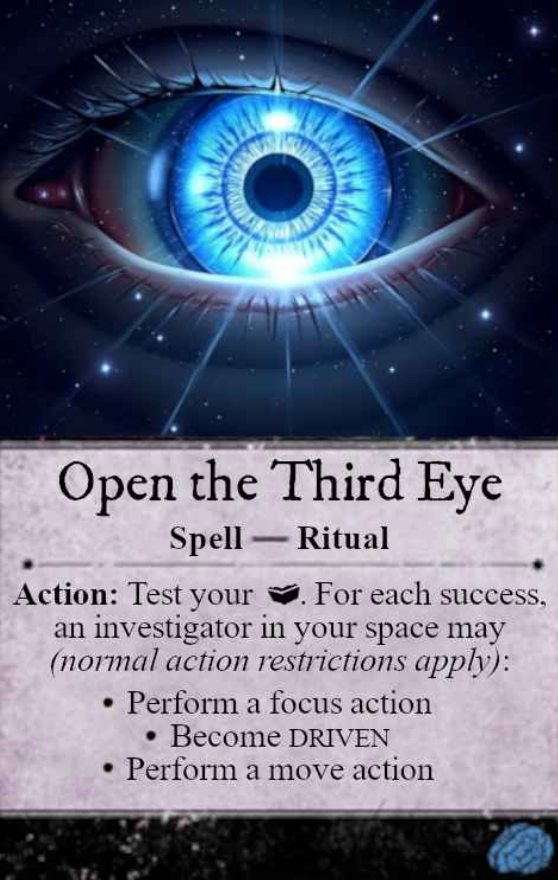 Open the Third Eye
Spell — Ritual
Action: Test your . For each success,
an investigator in your space may
(normal action restrictions apply):
• Perform a focus action
• Become DRIVEN
• Perform a move action